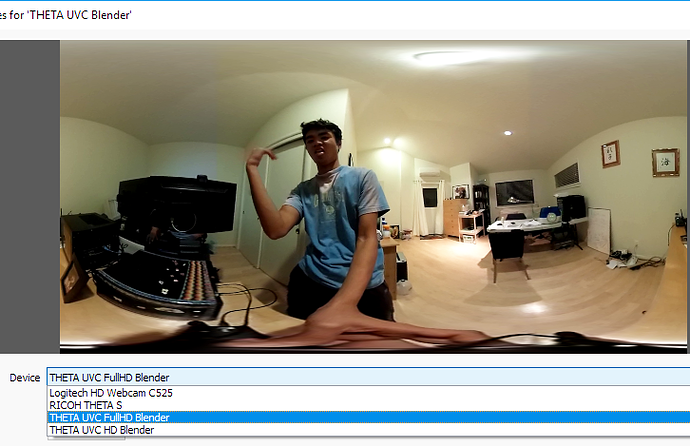 es for 'THETA UVC Blender'
海
Device
THETA UVC FullHD Blender
Logitech HD Webcam C525
RICOH THETA S
THETA UVC FullHD Blender
THETA UVC HD Blender